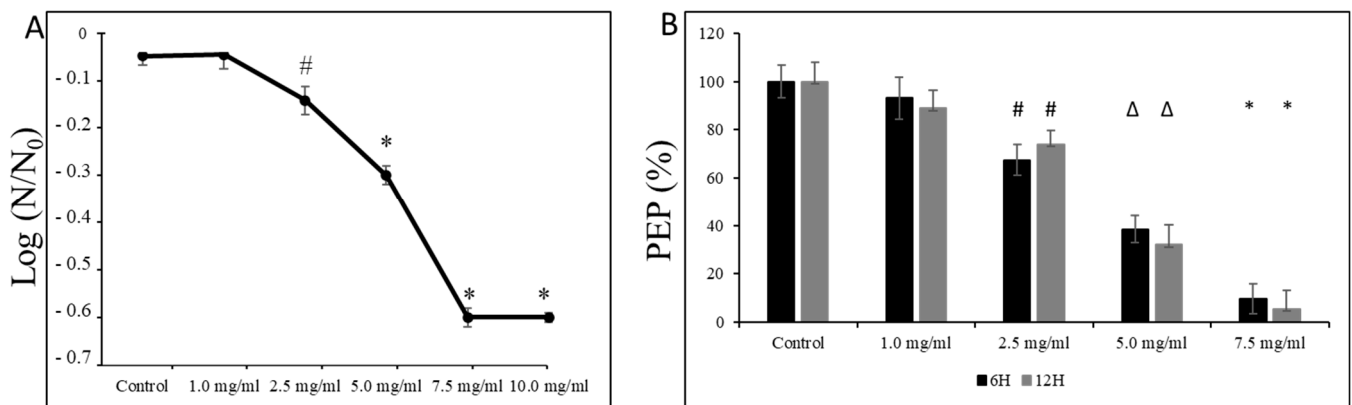 A
0
- 0.1
- 0.2
- 0.3
- 0.4
- 0.5
- 0.6
- 0.7
Log (N/N0)
#
*
*
*
Control 1.0 mg/ml 2.5 mg/ml 5.0 mg/ml 7.5 mg/ml 10.0 mg/ml
B
120
100
80
60
40
20
0
PEP (%)
# # Δ Δ * *
Control 1.0 mg/ml 2.5 mg/ml 5.0 mg/ml 7.5 mg/ml
6H 12H